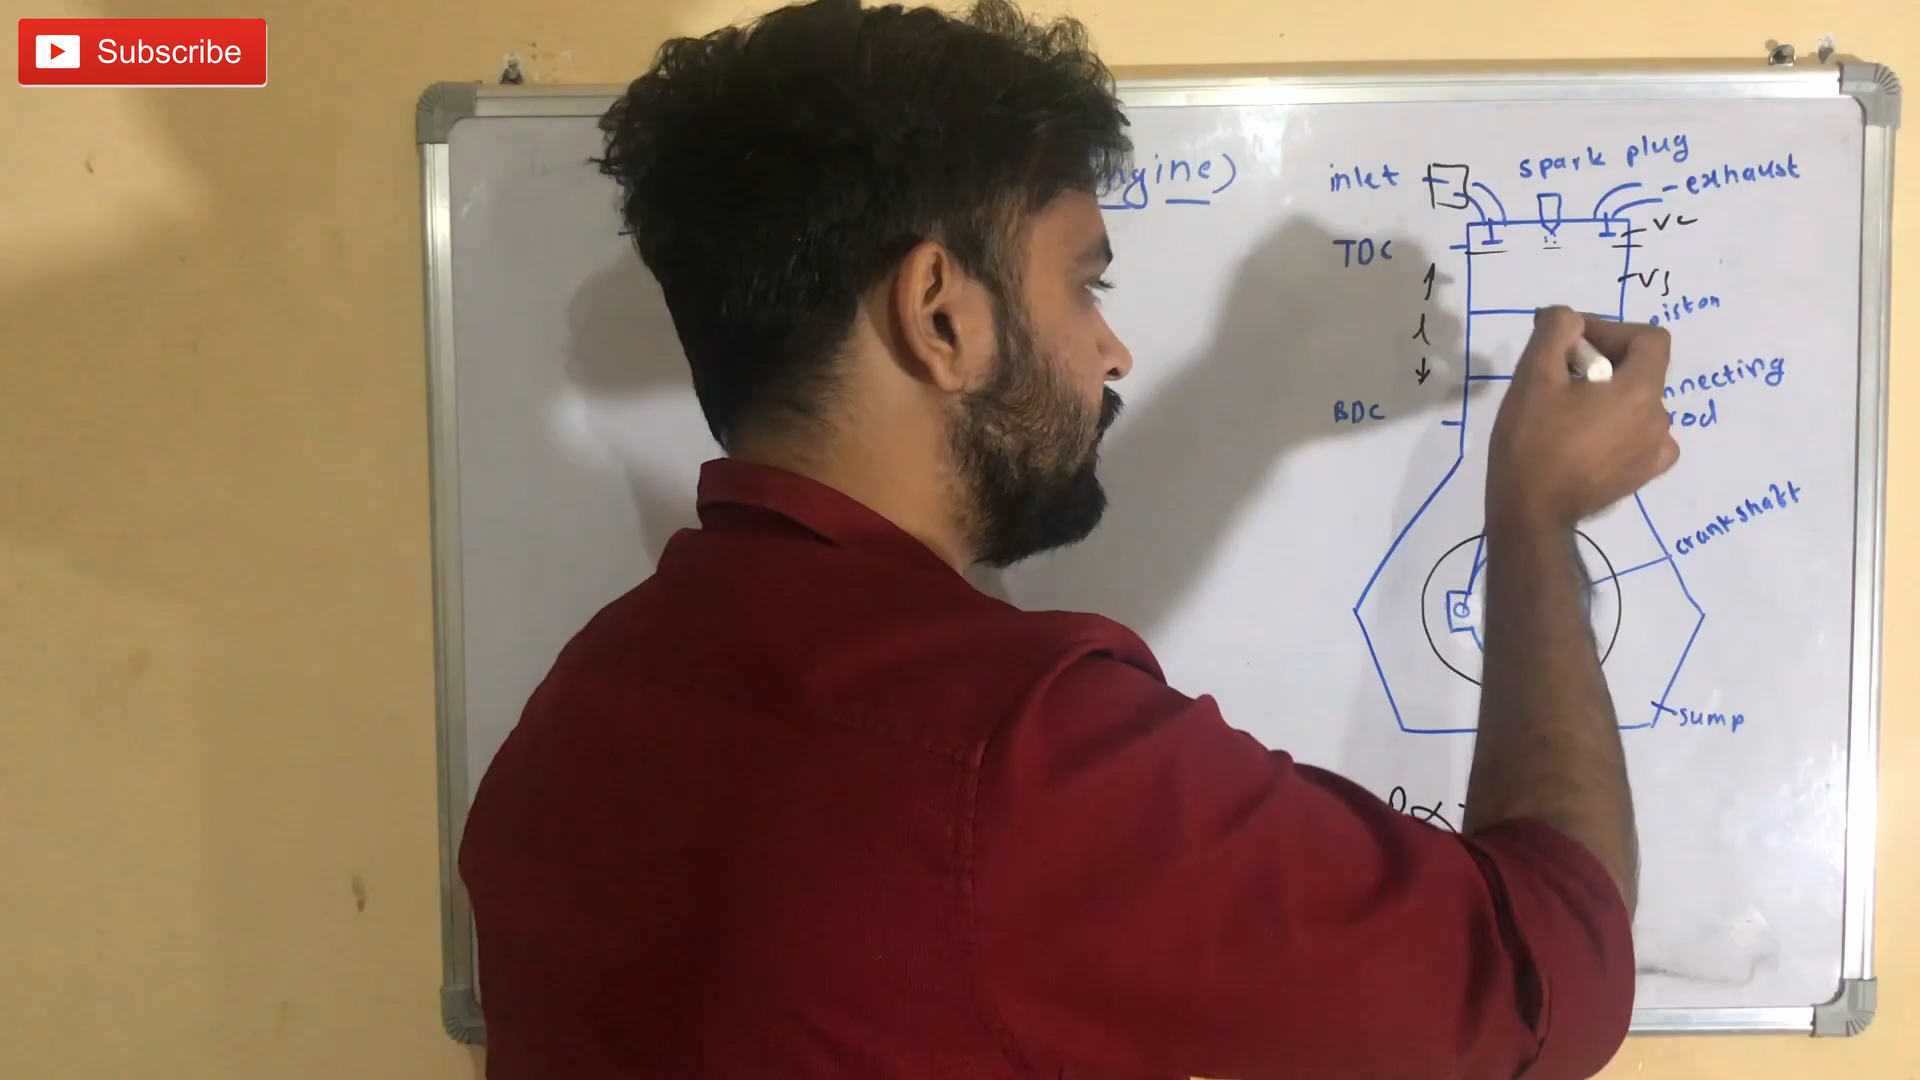 Subscribe
ngine)
spark plug
inlet
exhaust
Vc
TDC
Vs
piston
l
nnecting
BDC
rod
crankshaft
sump